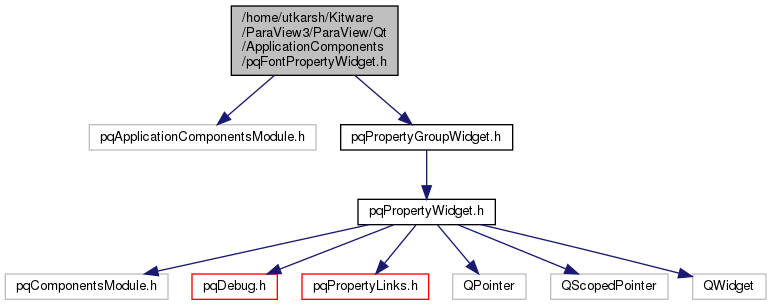 /home/utkarsh/Kitware
/ParaView3/ParaView/Qt
/ApplicationComponents
/pqFontPropertyWidget.h
pqApplicationComponentsModule.h
pqPropertyGroupWidget.h
pqPropertyWidget.h
pqComponentsModule.h
pqDebug.h
pqPropertyLinks.h
QPointer
QScopedPointer
QWidget